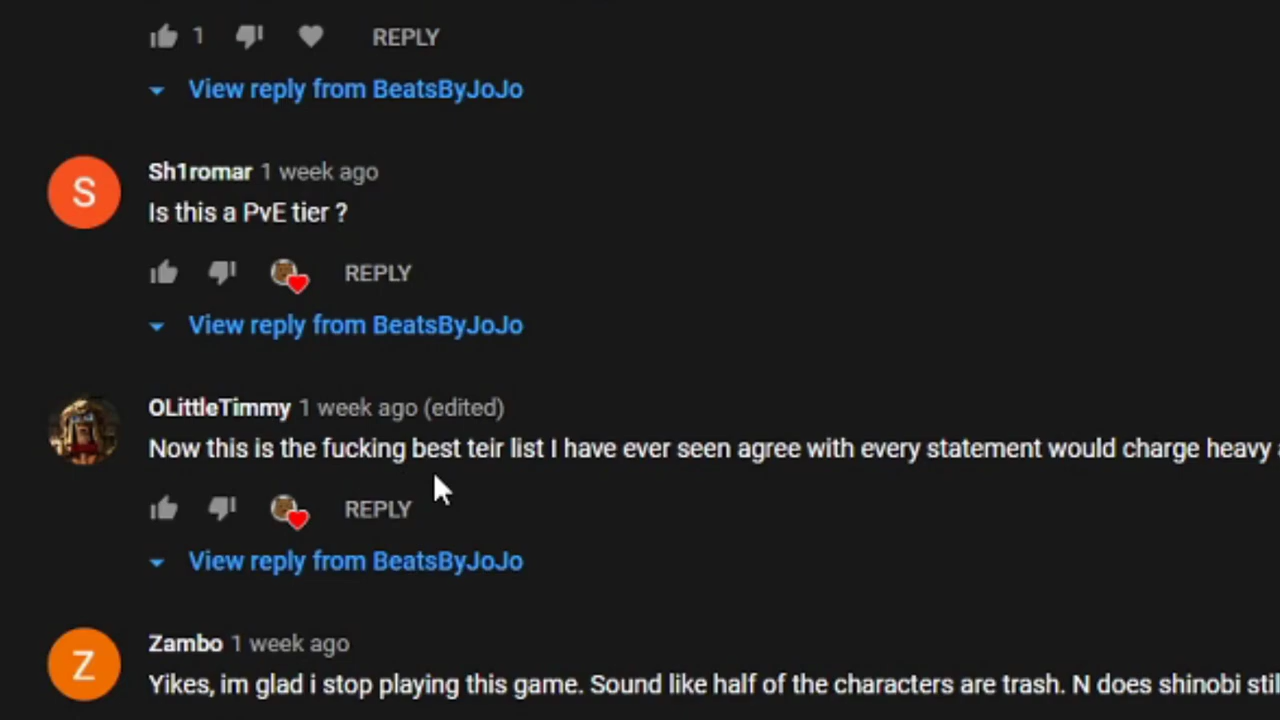 1 REPLY
View reply from BeatsByJoJo
S
Sh1romar 1 week ago
Is this a PvE tier ?
REPLY
View reply from BeatsByJoJo
OLittleTimmy 1 week ago (edited)
Now this is the fucking best teir list I have ever seen agree with every statement would charge heavy
REPLY
View reply from BeatsByJoJo
Z
Zambo 1 week ago
Yikes, im glad i stop playing this game. Sound like half of the characters are trash. N does shinobi